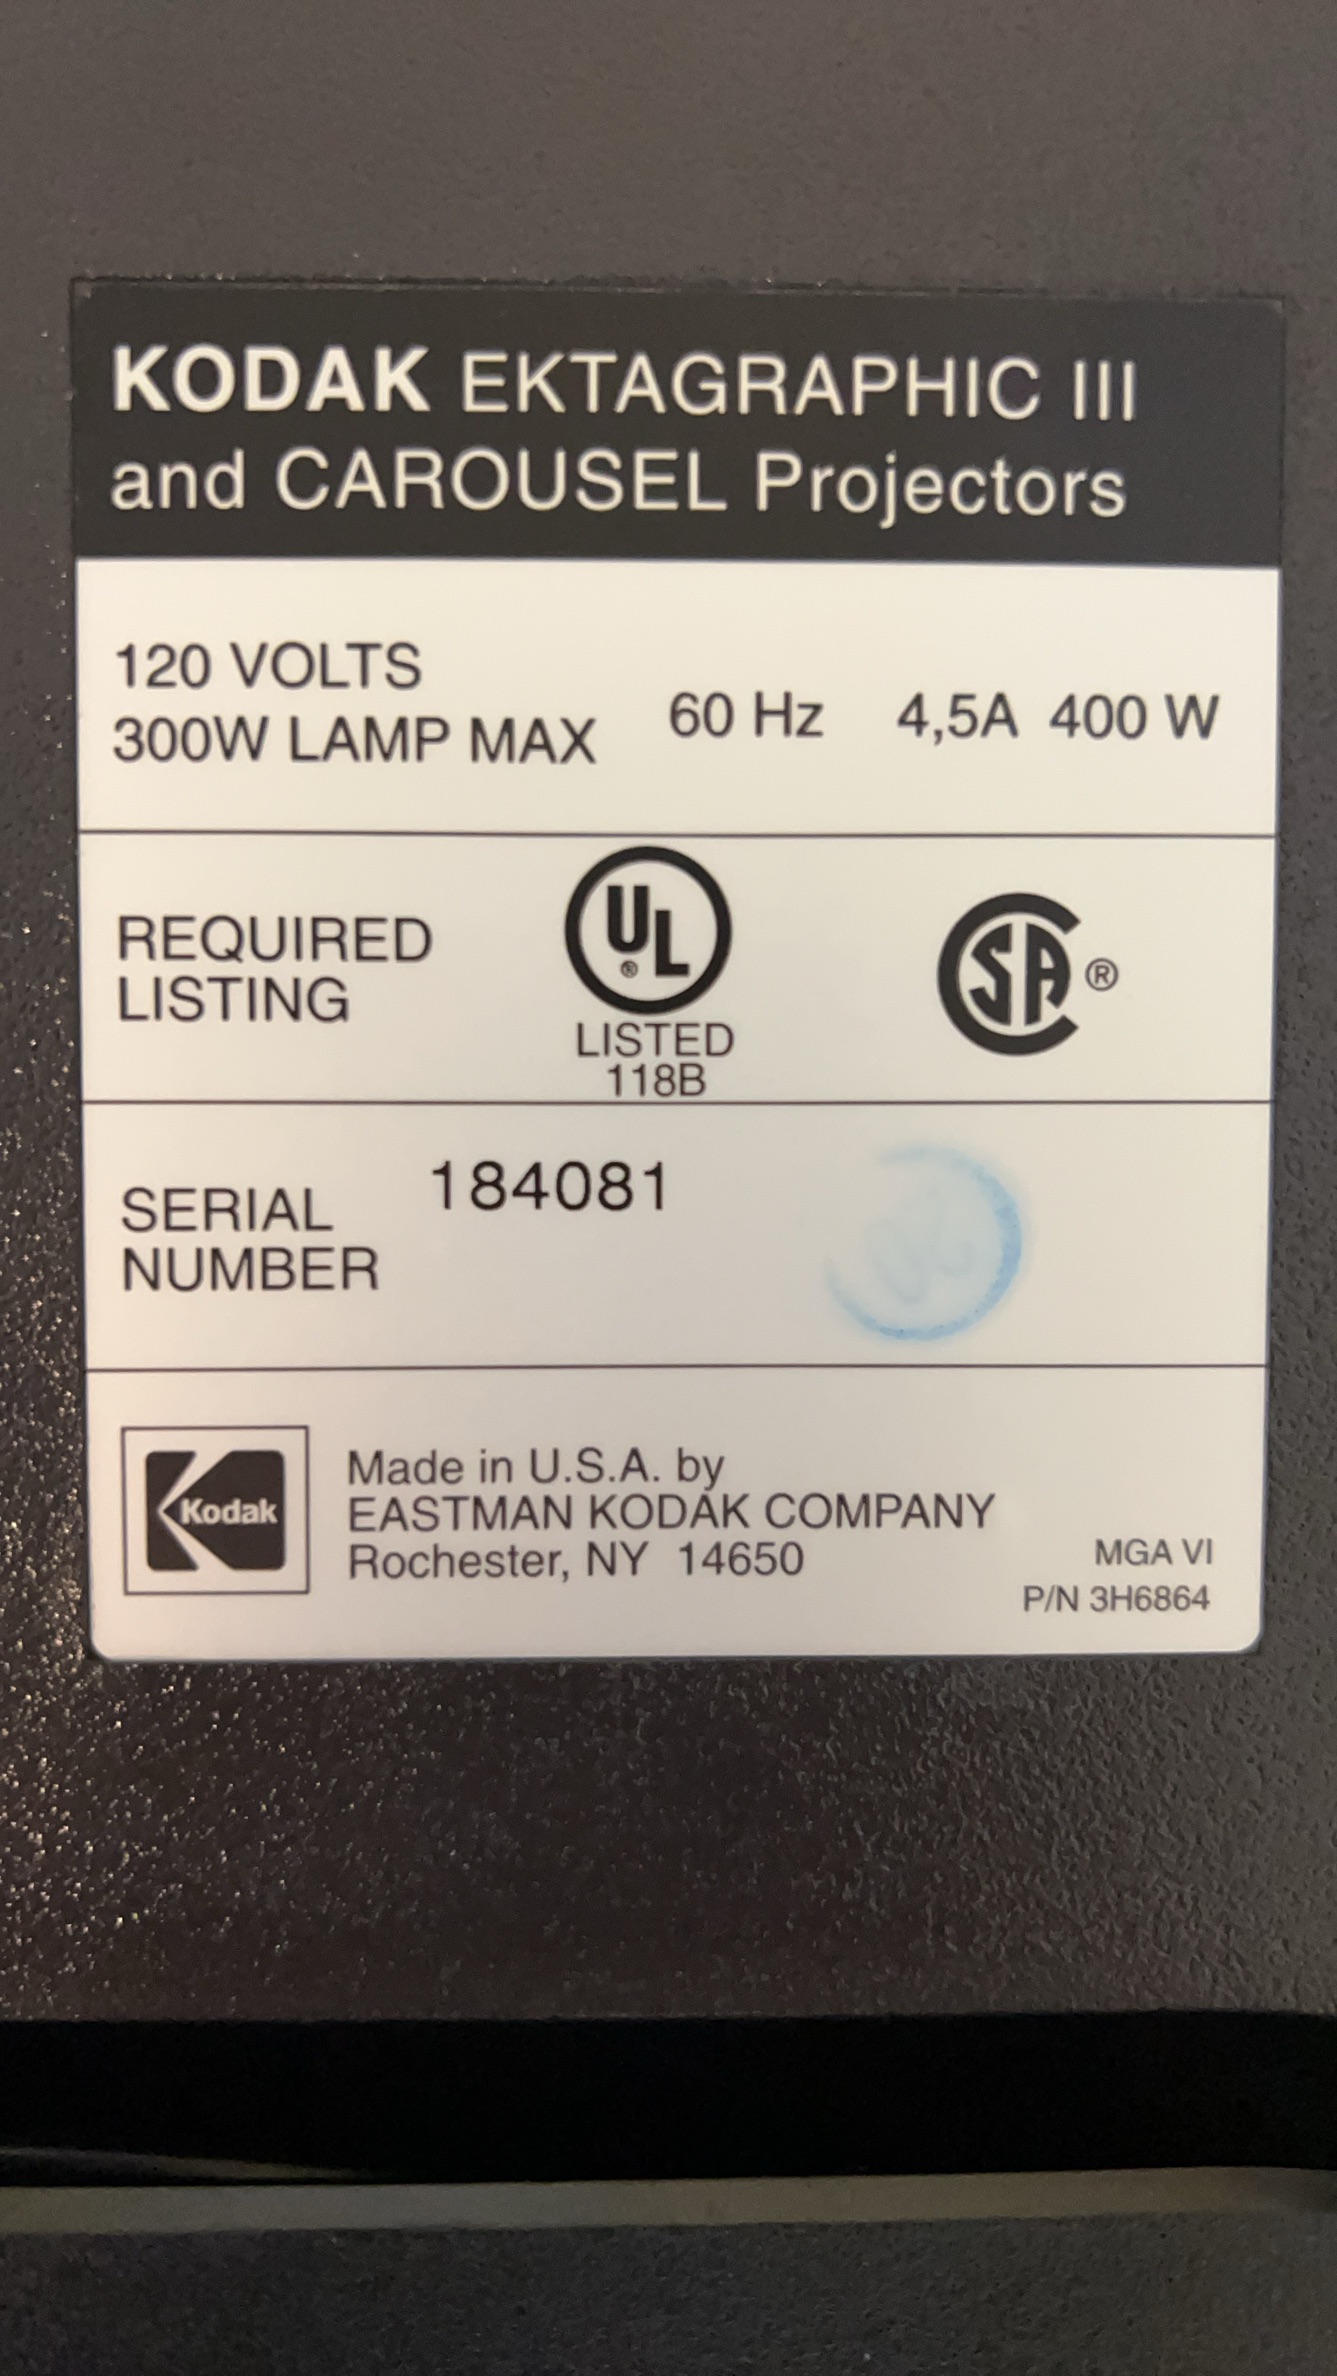 KODAK EKTAGRAPHIC III
and CAROUSEL Projectors
120 VOLTS
300W LAMP MAX
60 Hz 4,5A 400 W
REQUIRED
LISTING
UL
®
LISTED
118B
CSA ®
SERIAL
NUMBER
184081
Kodak
Made in U.S.A. by
EASTMAN KODAK COMPANY
Rochester, NY 14650
MGA VI
P/N 3H6864